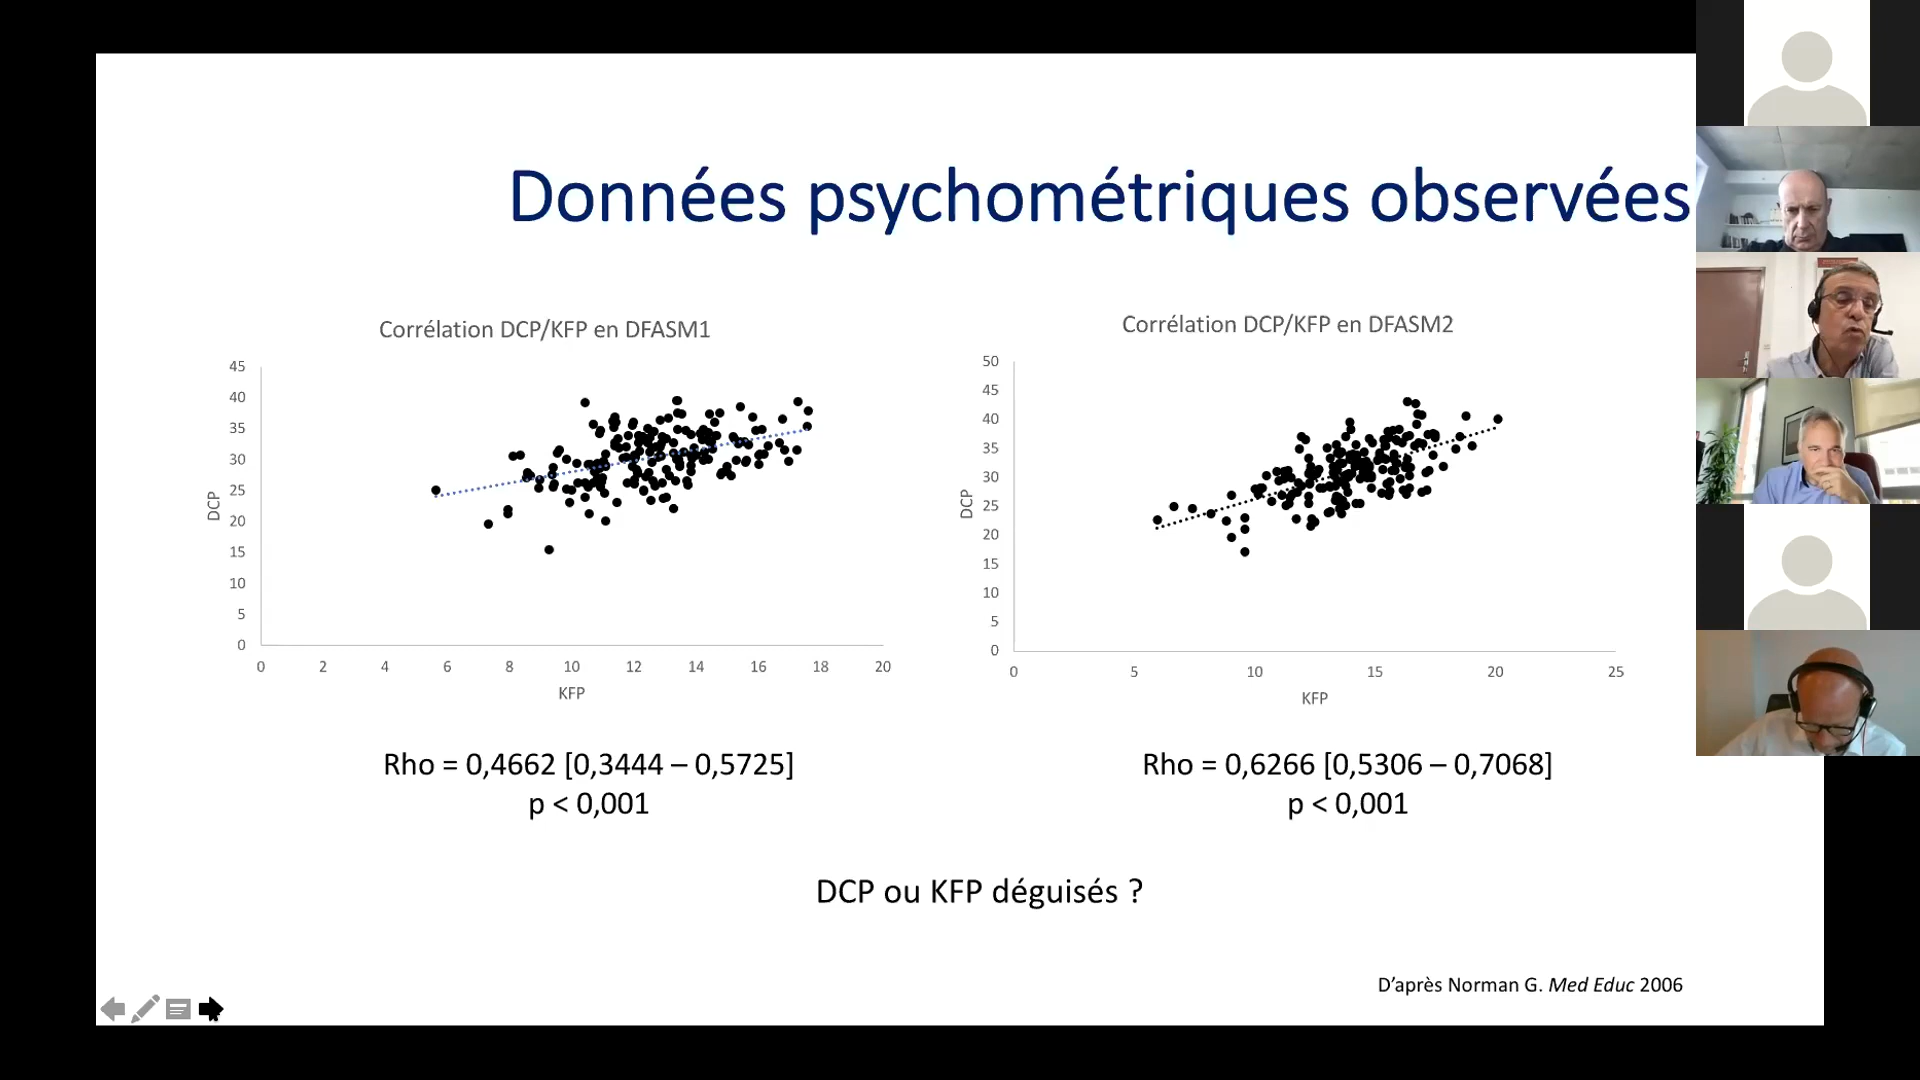 Données psychométriques observées
Corrélation DCP/KFP en DFASM1
45
40
35
30
25
20
15
10
5
0
DCP
0 2 4 6 8 10 12 14 16 18 20
KFP
Rho = 0,4662 [0,3444 – 0,5725]
p < 0,001
Corrélation DCP/KFP en DFASM2
50
45
40
35
30
25
20
15
10
5
0
DCP
0 5 10 15 20 25
KFP
Rho = 0,6266 [0,5306 – 0,7068]
p < 0,001
DCP ou KFP déguisés ?
D’après Norman G. Med Educ 2006